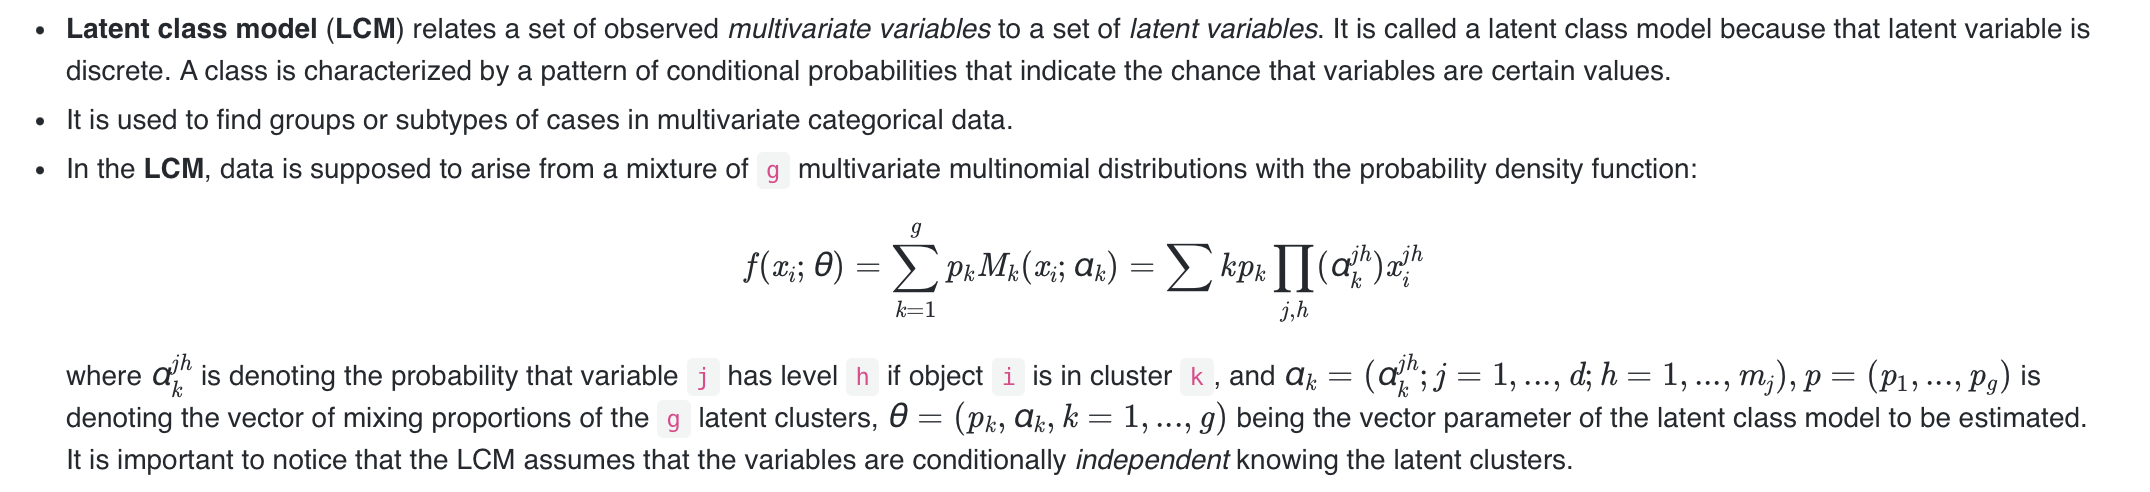 • Latent class model (LCM) relates a set of observed multivariate variables to a set of latent variables. It is called a latent class model because that latent variable is
discrete. A class is characterized by a pattern of conditional probabilities that indicate the chance that variables are certain values.
• It is used to find groups or subtypes of cases in multivariate categorical data.
• In the LCM, data is supposed to arise from a mixture of g multivariate multinomial distributions with the probability density function:
f(x_i; θ) = ∑_{k=1}^{g} p_k M_k(x_i; α_k) = ∑ kp_k ∏_{j,h} (α_k^{jh})x_i^{jh}
where α_k^{jh} is denoting the probability that variable j has level h if object i is in cluster k, and α_k = (α_k^{jh}; j = 1, ..., d; h = 1, ..., m_j), p = (p_1, ..., p_g) is
denoting the vector of mixing proportions of the g latent clusters, θ = (p_k, α_k, k = 1, ..., g) being the vector parameter of the latent class model to be estimated.
It is important to notice that the LCM assumes that the variables are conditionally independent knowing the latent clusters.